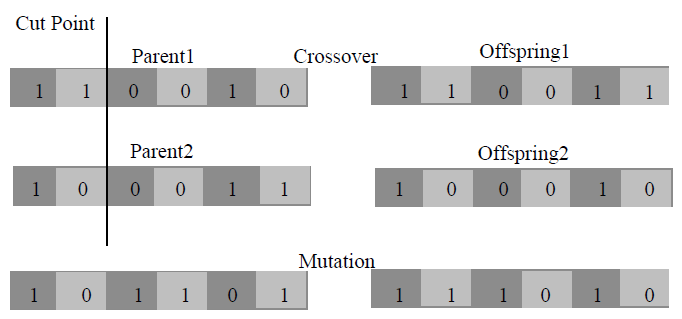 Cut Point
Parent1 Crossover Offspring1
1 1 0 0 1 0 1 1 0 0 1 1
Parent2 Offspring2
1 0 0 0 1 1 1 0 0 0 1 0
Mutation
1 0 1 1 0 1 1 1 1 0 1 0